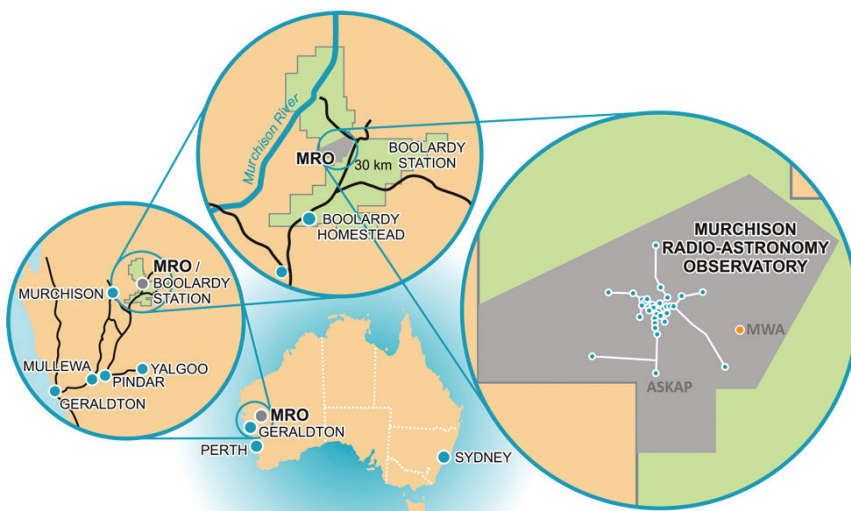 Murchison River
MRO
30 km
BOOLARDY
STATION
BOOLARDY
HOMESTEAD
MRO /
BOOLARDY
STATION
MURCHISON
MULLEWA
YALGOO
PINDAR
GERALDTON
MRO
GERALDTON
PERTH
SYDNEY
MURCHISON
RADIO-ASTRONOMY
OBSERVATORY
MWA
ASKAP